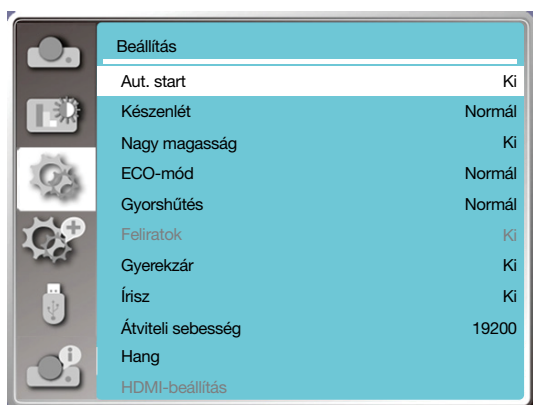 Beállítás
Aut. start Ki
Készenlét Normál
Nagy magasság Ki
ECO-mód Normál
Gyorshűtés Normál
Feliratok Ki
Gyerekzár Ki
Írisz Ki
Átviteli sebesség 19200
Hang
HDMI-beállítás